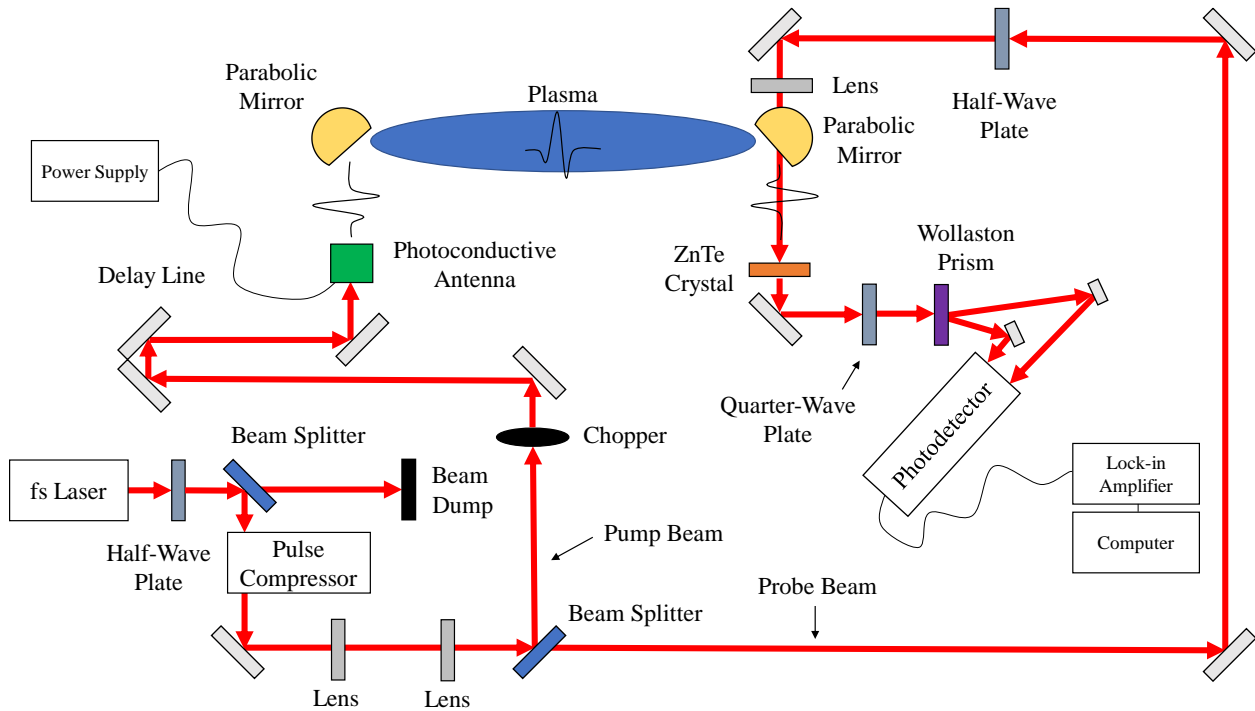 Parabolic
Mirror
Plasma
Lens
Half-Wave
Plate
Parabolic
Mirror
Power Supply
Photoconductive
Antenna
Delay Line
ZnTe
Crystal
Wollaston
Prism
Quarter-Wave
Plate
Photodetector
Lock-in
Amplifier
Computer
Beam Splitter
Chopper
fs Laser
Beam
Dump
Half-Wave
Plate
Pulse
Compressor
Pump Beam
Beam Splitter
Probe Beam
Lens
Lens